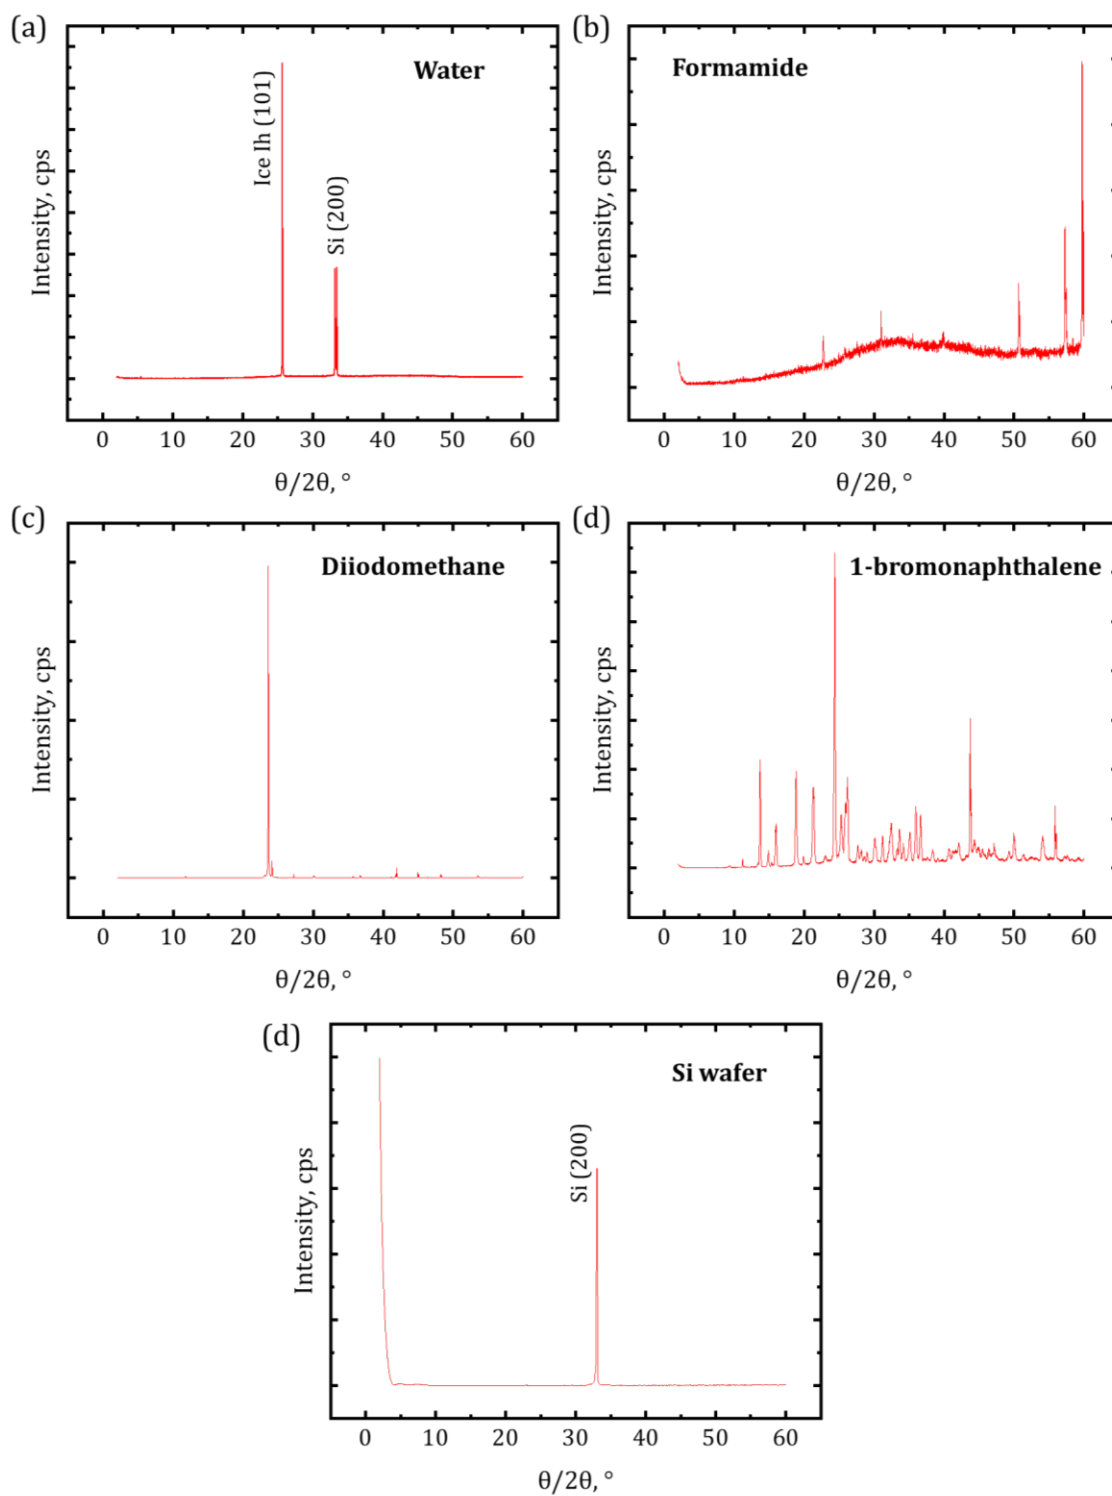 (a)
Water
Ice Ih (101)
Si (200)
Intensity, cps
0 10 20 30 40 50 60
θ/2θ, °
(b)
Formamide
Intensity, cps
0 10 20 30 40 50 60
θ/2θ, °
(c)
Diiodomethane
Intensity, cps
0 10 20 30 40 50 60
θ/2θ, °
(d)
1-bromonaphthalene
Intensity, cps
0 10 20 30 40 50 60
θ/2θ, °
(d)
Si wafer
Si (200)
Intensity, cps
0 10 20 30 40 50 60
θ/2θ, °